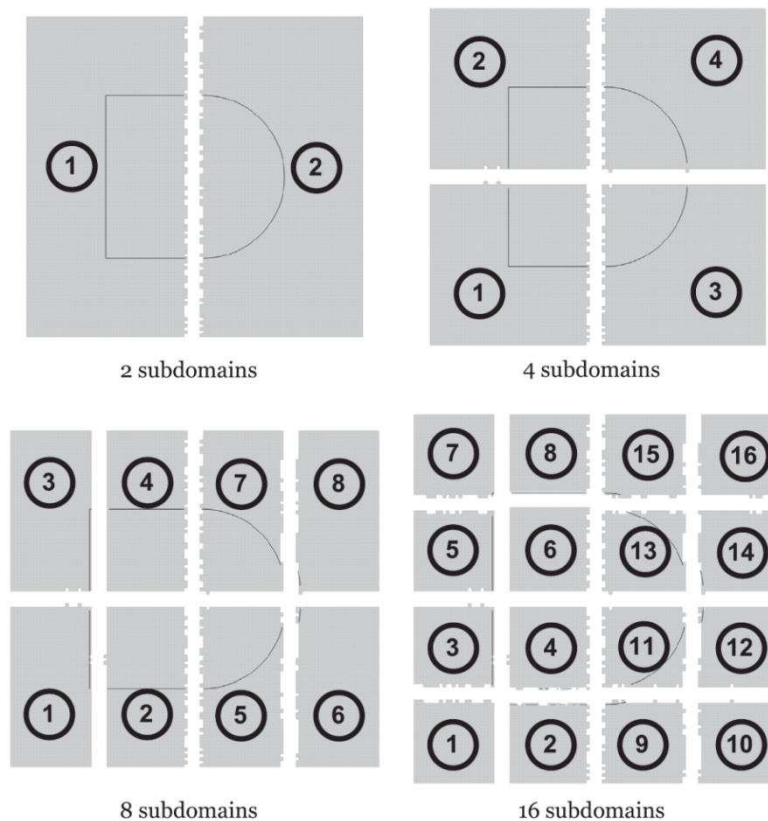 1 2
2 subdomains
2 4
1 3
4 subdomains
3 4 7 8
1 2 5 6
8 subdomains
7 8 15 16
5 6 13 14
3 4 11 12
1 2 9 10
16 subdomains